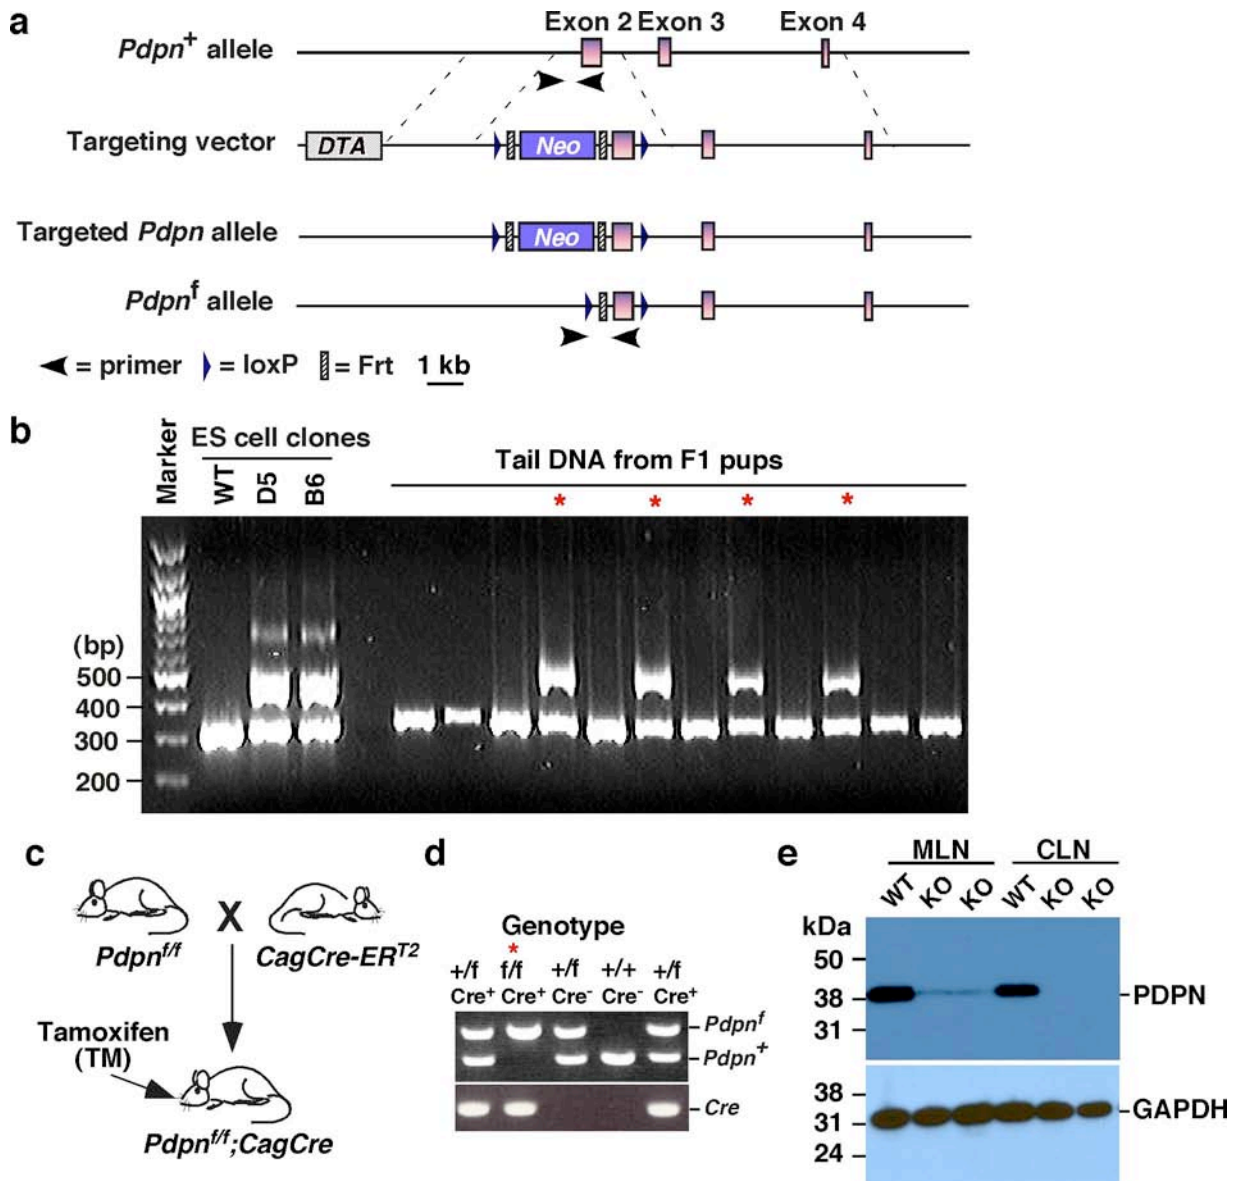 a
Exon 2 Exon 3 Exon 4
Pdpn+ allele
Targeting vector
DTA
Neo
Targeted Pdpn allele
Neo
Pdpnf allele
= primer = loxP = Frt 1 kb
b
Marker
ES cell clones
WT
D5
B6
Tail DNA from F1 pups
* * * *
(bp)
500
400
300
200
c
Pdpnf/f
X
CagCre-ERT2
Tamoxifen
(TM)
Pdpnf/f;CagCre
d
Genotype
*
+/f f/f +/f +/+ +/f
Cre+ Cre+ Cre- Cre- Cre+
Pdpnf
Pdpn+
Cre
e
MLN CLN
WT KO KO WT KO KO
kDa
50
38
31
PDPN
38
31
24
GAPDH